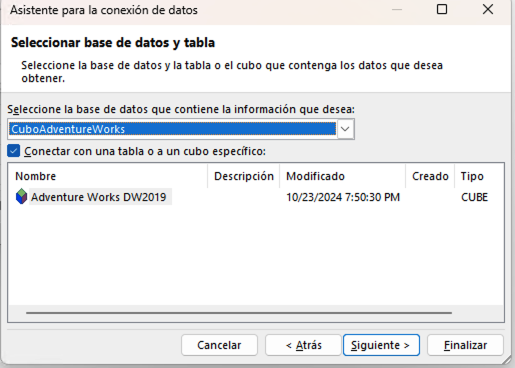 Asistente para la conexión de datos
Seleccionar base de datos y tabla
Seleccione la base de datos y la tabla o el cubo que contenga los datos que desea
obtener.
Seleccione la base de datos que contiene la información que desea:
CuboAdventureWorks
Conectar con una tabla o a un cubo específico:
Nombre Descripción Modificado Creado Tipo
Adventure Works DW2019 10/23/2024 7:50:30 PM CUBE
Cancelar < Atrás Siguiente > Finalizar